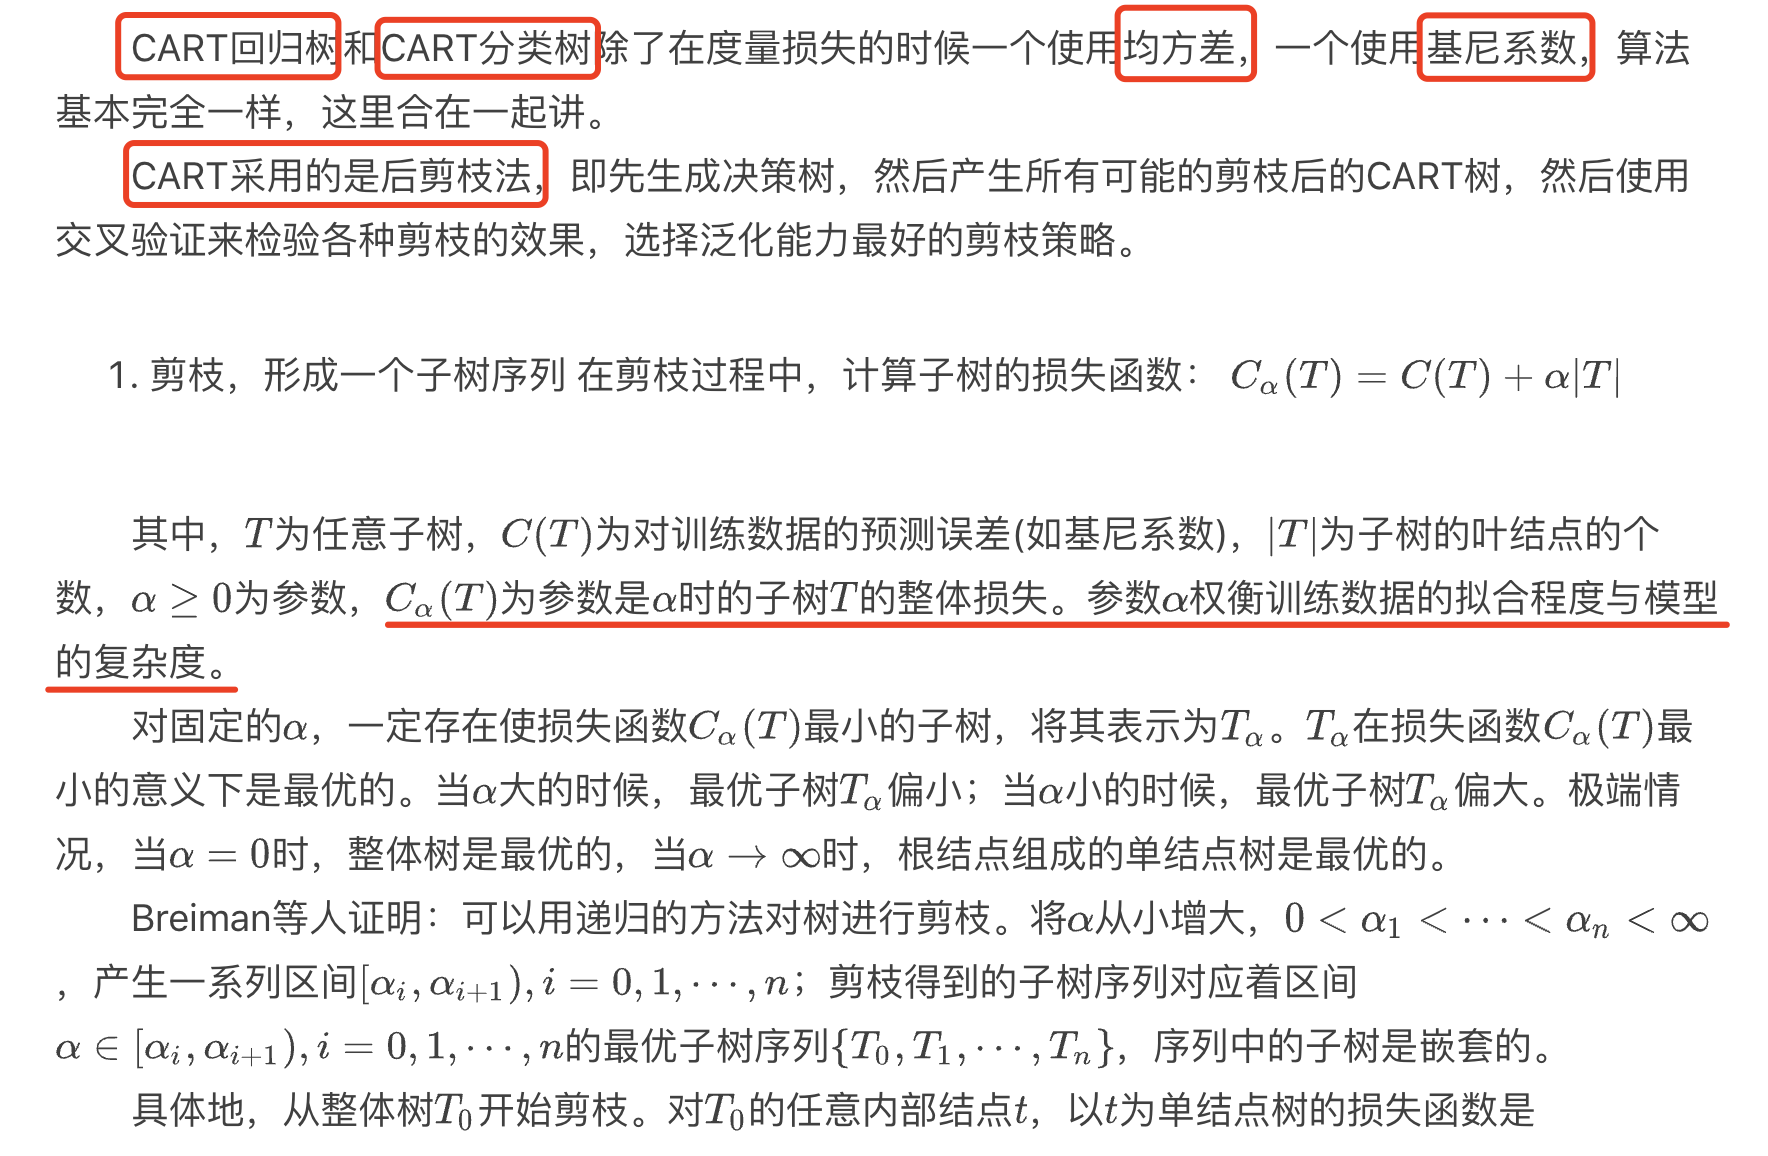 CART回归树和CART分类树除了在度量损失的时候一个使用均方差，一个使用基尼系数，算法
基本完全一样，这里合在一起讲。
CART采用的是后剪枝法，即先生成决策树，然后产生所有可能的剪枝后的CART树，然后使用
交叉验证来检验各种剪枝的效果，选择泛化能力最好的剪枝策略。
1. 剪枝，形成一个子树序列 在剪枝过程中，计算子树的损失函数： $C_\alpha(T) = C(T) + \alpha|T|$
其中，$T$为任意子树，$C(T)$为对训练数据的预测误差(如基尼系数)，$|T|$为子树的叶结点的个
数，$\alpha \geq 0$为参数，$C_\alpha(T)$为参数是$\alpha$时的子树$T$的整体损失。参数$\alpha$权衡训练数据的拟合程度与模型
的复杂度。
对固定的$\alpha$，一定存在使损失函数$C_\alpha(T)$最小的子树，将其表示为$T_\alpha$。$T_\alpha$在损失函数$C_\alpha(T)$最
小的意义下是最优的。当$\alpha$大的时候，最优子树$T_\alpha$偏小；当$\alpha$小的时候，最优子树$T_\alpha$偏大。极端情
况，当$\alpha = 0$时，整体树是最优的，当$\alpha \to \infty$时，根结点组成的单结点树是最优的。
Breiman等人证明：可以用递归的方法对树进行剪枝。将$\alpha$从小增大，$0 < \alpha_1 < \cdots < \alpha_n < \infty$
，产生一系列区间$[\alpha_i, \alpha_{i+1}), i = 0, 1, \cdots, n$；剪枝得到的子树序列对应着区间
$\alpha \in [\alpha_i, \alpha_{i+1}), i = 0, 1, \cdots, n$的最优子树序列$\{T_0, T_1, \cdots, T_n\}$，序列中的子树是嵌套的。
具体地，从整体树$T_0$开始剪枝。对$T_0$的任意内部结点$t$，以$t$为单结点树的损失函数是